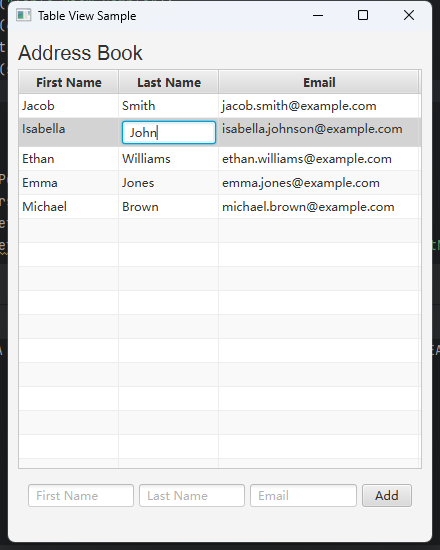 Table View Sample
Address Book
First Name Last Name Email
Jacob Smith jacob.smith@example.com
Isabella John isabella.johnson@example.com
Ethan Williams ethan.williams@example.com
Emma Jones emma.jones@example.com
Michael Brown michael.brown@example.com
First Name Last Name Email Add